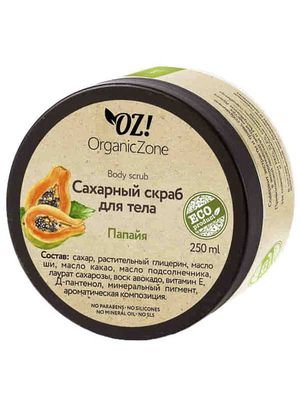 OZ!
OrganicZone
Body scrub
Сахарный скраб
для тела
Папайя
ECO
Product
250 ml
Состав: сахар, растительный глицерин, масло
ши, масло какао, масло подсолнечника,
лаурат сахарозы, воск авокадо, витамин Е,
Д-пантенол, минеральный пигмент,
ароматическая композиция.
NO PARABENS · NO SILICONES
NO MINERAL OIL · NO SLS